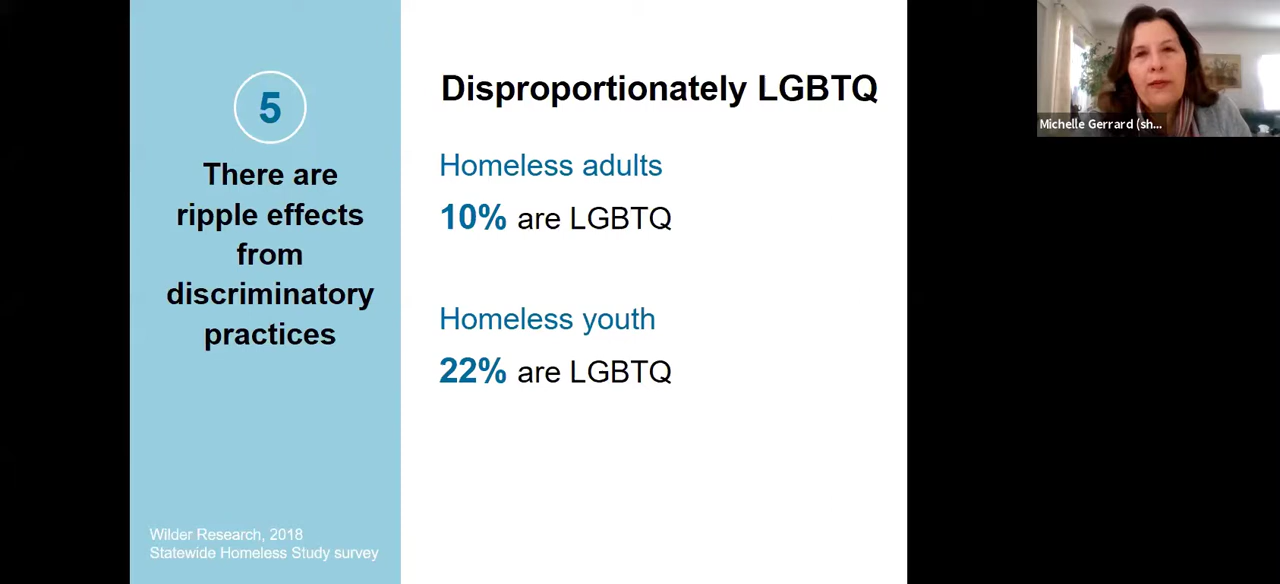 5
There are
ripple effects
from
discriminatory
practices
Wilder Research, 2018
Statewide Homeless Study survey
Disproportionately LGBTQ
Homeless adults
10% are LGBTQ
Homeless youth
22% are LGBTQ
Michelle Gerrard (sh...